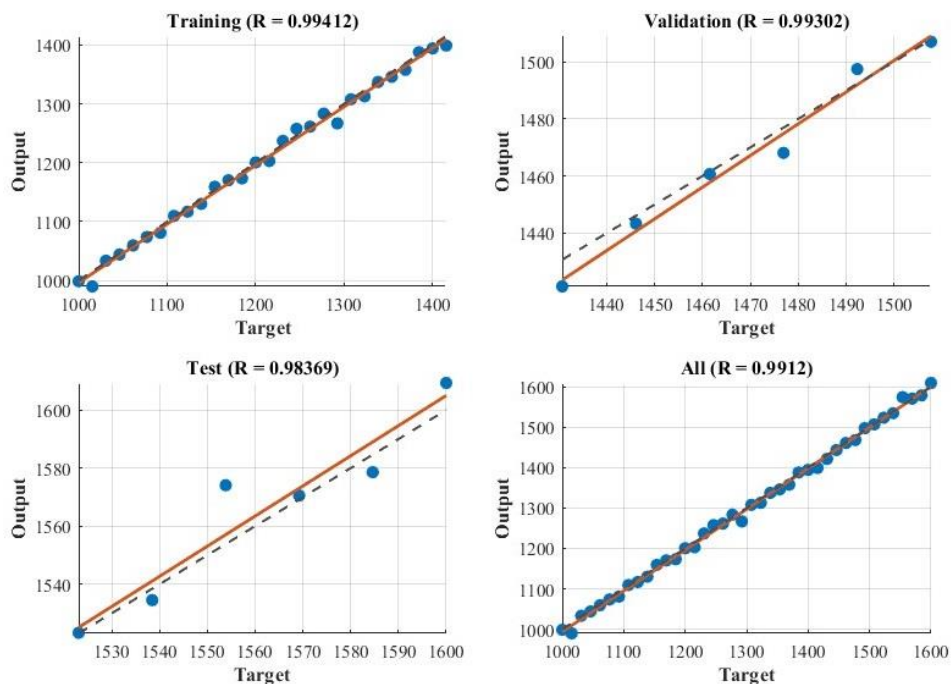 Training (R = 0.99412)
1400
1300
1200
1100
1000
Output
1000 1100 1200 1300 1400
Target
Validation (R = 0.99302)
1500
1480
1460
1440
Output
1440 1450 1460 1470 1480 1490 1500
Target
Test (R = 0.98369)
1600
1580
1560
1540
Output
1530 1540 1550 1560 1570 1580 1590 1600
Target
All (R = 0.9912)
1600
1500
1400
1300
1200
1100
1000
Output
1000 1100 1200 1300 1400 1500 1600
Target